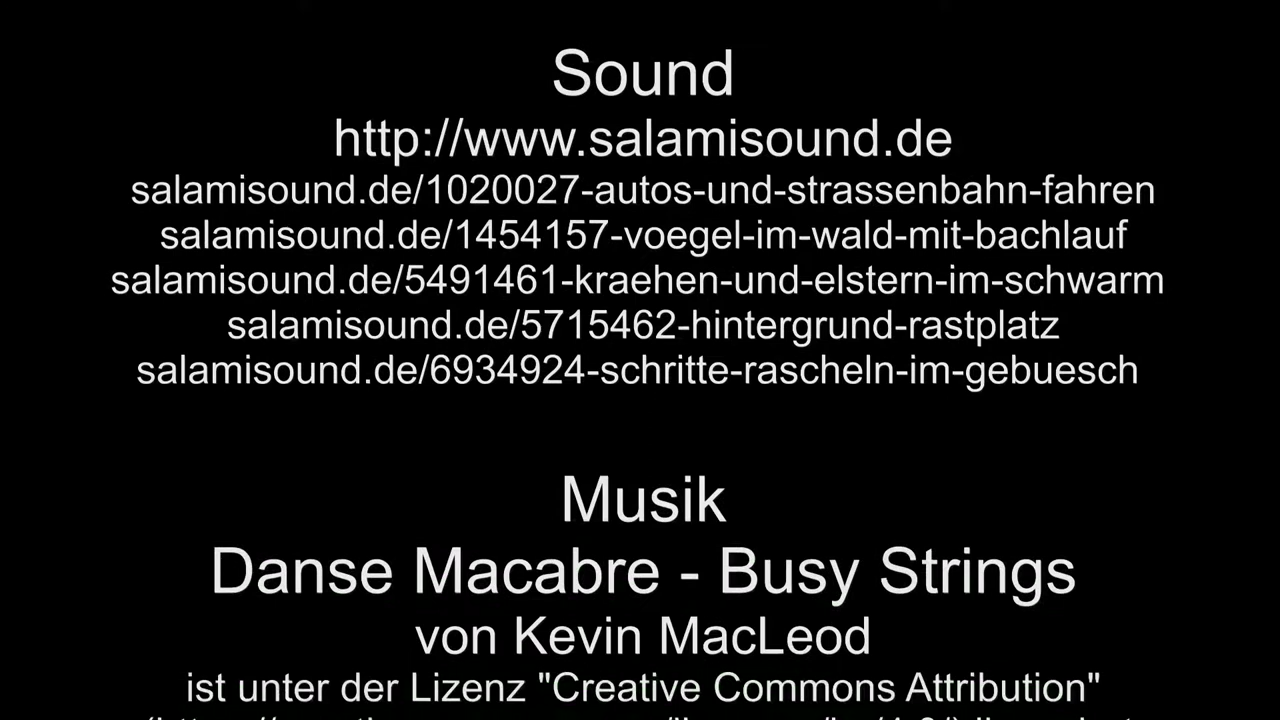 Sound
http://www.salamisound.de
salamisound.de/1020027-autos-und-strassenbahn-fahren
salamisound.de/1454157-voegel-im-wald-mit-bachlauf
salamisound.de/5491461-kraehen-und-elstern-im-schwarm
salamisound.de/5715462-hintergrund-rastplatz
salamisound.de/6934924-schritte-rascheln-im-gebuesch
Musik
Danse Macabre - Busy Strings
von Kevin MacLeod
ist unter der Lizenz "Creative Commons Attribution"